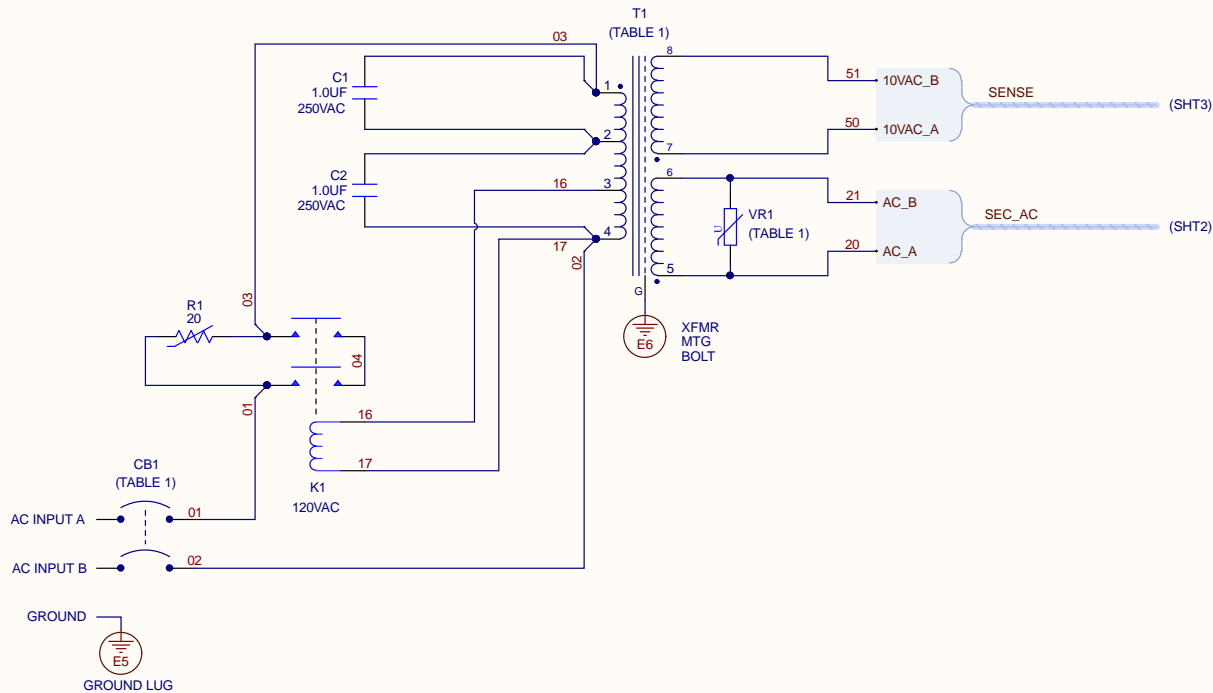 T1
(TABLE 1)
03
8
C1
1.0UF
250VAC
1
51
10VAC_B
SENSE
(SHT3)
2
50
10VAC_A
7
C2
1.0UF
250VAC
16
3
6
21
AC_B
SEC_AC
(SHT2)
VR1
(TABLE 1)
U
4
17
02
20
AC_A
5
G
03
R1
20
E6
XFMR
MTG
BOLT
04
01
16
17
K1
120VAC
CB1
(TABLE 1)
AC INPUT A
01
AC INPUT B
02
GROUND
E5
GROUND LUG